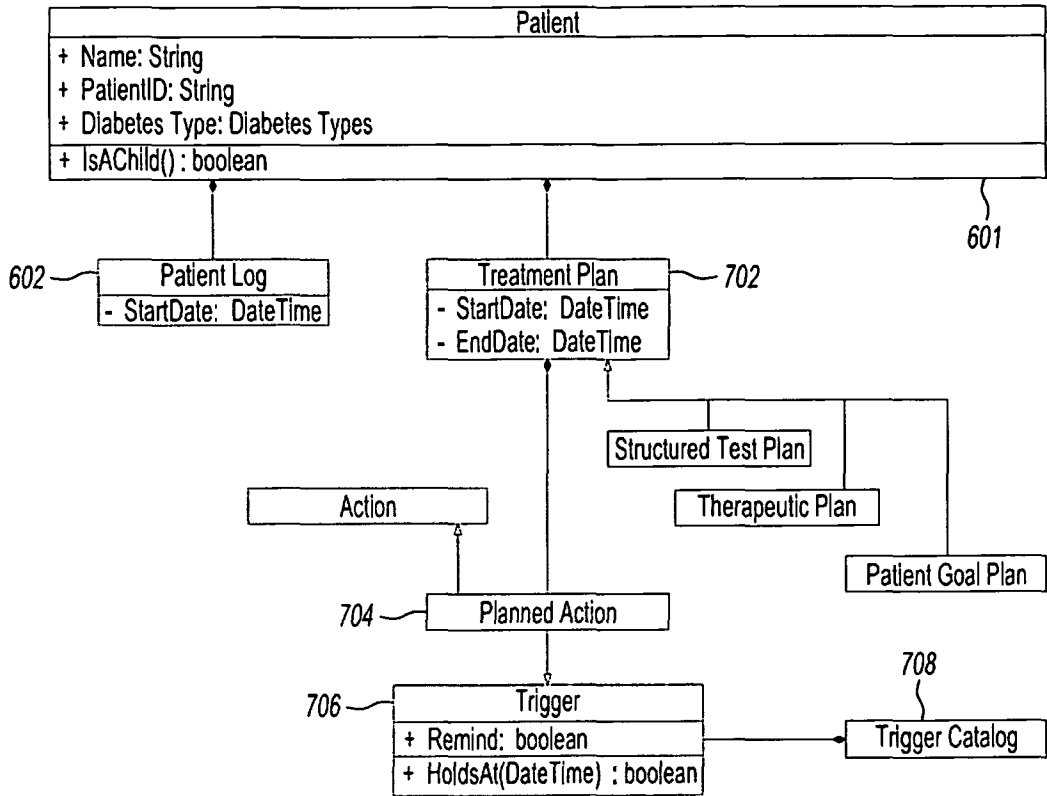 Patient
+ Name: String
+ PatientID: String
+ Diabetes Type: Diabetes Types
+ IsAChild() : boolean
601
602
Patient Log
- StartDate: DateTime
Treatment Plan
702
- StartDate: DateTime
- EndDate: DateTime
Structured Test Plan
Therapeutic Plan
Action
Patient Goal Plan
704
Planned Action
708
706
Trigger
+ Remind: boolean
+ HoldsAt(DateTime) : boolean
Trigger Catalog